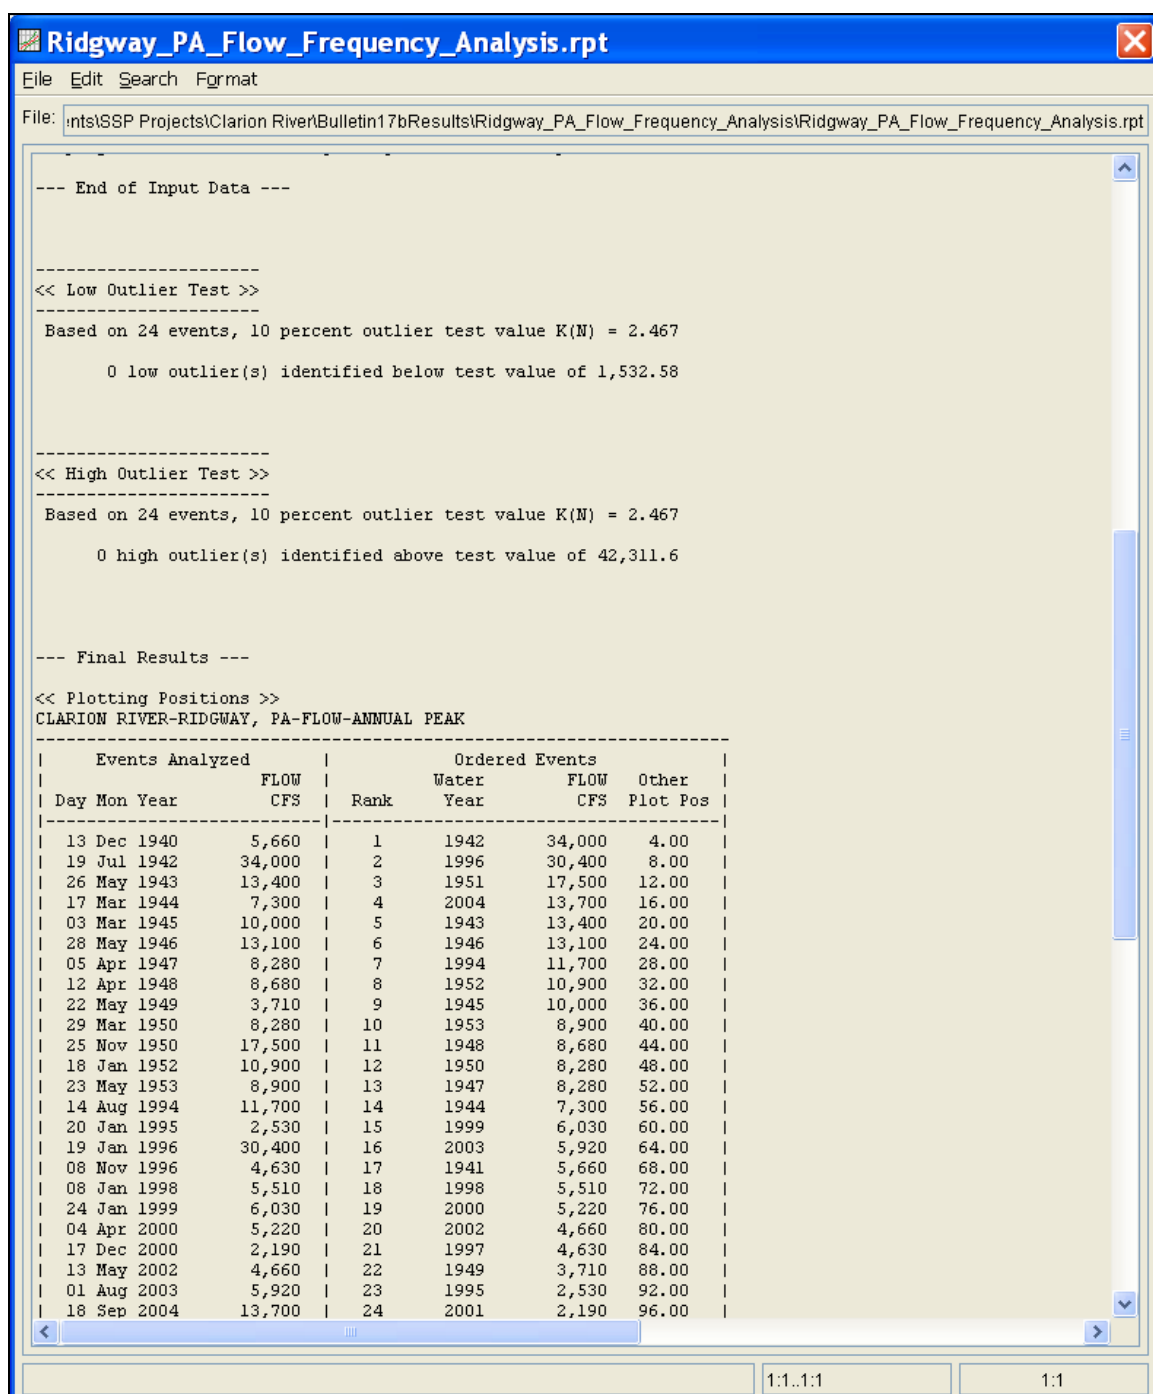 Ridgway_PA_Flow_Frequency_Analysis.rpt
File Edit Search Format
File: nts\SSP Projects\Clarion River\Bulletin17bResults\Ridgway_PA_Flow_Frequency_Analysis\Ridgway_PA_Flow_Frequency_Analysis.rpt
--- End of Input Data ---
----------------------
<< Low Outlier Test >>
----------------------
Based on 24 events, 10 percent outlier test value K(N) = 2.467
0 low outlier(s) identified below test value of 1,532.58
-----------------------
<< High Outlier Test >>
-----------------------
Based on 24 events, 10 percent outlier test value K(N) = 2.467
0 high outlier(s) identified above test value of 42,311.6
--- Final Results ---
<< Plotting Positions >>
CLARION RIVER-RIDGWAY, PA-FLOW-ANNUAL PEAK
--------------------------------------------------------------------
| Events Analyzed | Ordered Events |
| FLOW | Water FLOW Other |
| Day Mon Year CFS | Rank Year CFS Plot Pos |
|---------------------------|--------------------------------------|
| 13 Dec 1940 5,660 | 1 1942 34,000 4.00 |
| 19 Jul 1942 34,000 | 2 1996 30,400 8.00 |
| 26 May 1943 13,400 | 3 1951 17,500 12.00 |
| 17 Mar 1944 7,300 | 4 2004 13,700 16.00 |
| 03 Mar 1945 10,000 | 5 1943 13,400 20.00 |
| 28 May 1946 13,100 | 6 1946 13,100 24.00 |
| 05 Apr 1947 8,280 | 7 1994 11,700 28.00 |
| 12 Apr 1948 8,680 | 8 1952 10,900 32.00 |
| 22 May 1949 3,710 | 9 1945 10,000 36.00 |
| 29 Mar 1950 8,280 | 10 1953 8,900 40.00 |
| 25 Nov 1950 17,500 | 11 1948 8,680 44.00 |
| 18 Jan 1952 10,900 | 12 1950 8,280 48.00 |
| 23 May 1953 8,900 | 13 1947 8,280 52.00 |
| 14 Aug 1994 11,700 | 14 1944 7,300 56.00 |
| 20 Jan 1995 2,530 | 15 1999 6,030 60.00 |
| 19 Jan 1996 30,400 | 16 2003 5,920 64.00 |
| 08 Nov 1996 4,630 | 17 1941 5,660 68.00 |
| 08 Jan 1998 5,510 | 18 1998 5,510 72.00 |
| 24 Jan 1999 6,030 | 19 2000 5,220 76.00 |
| 04 Apr 2000 5,220 | 20 2002 4,660 80.00 |
| 17 Dec 2000 2,190 | 21 1997 4,630 84.00 |
| 13 May 2002 4,660 | 22 1949 3,710 88.00 |
| 01 Aug 2003 5,920 | 23 1995 2,530 92.00 |
| 18 Sep 2004 13,700 | 24 2001 2,190 96.00 |
1:1..1:1 1:1